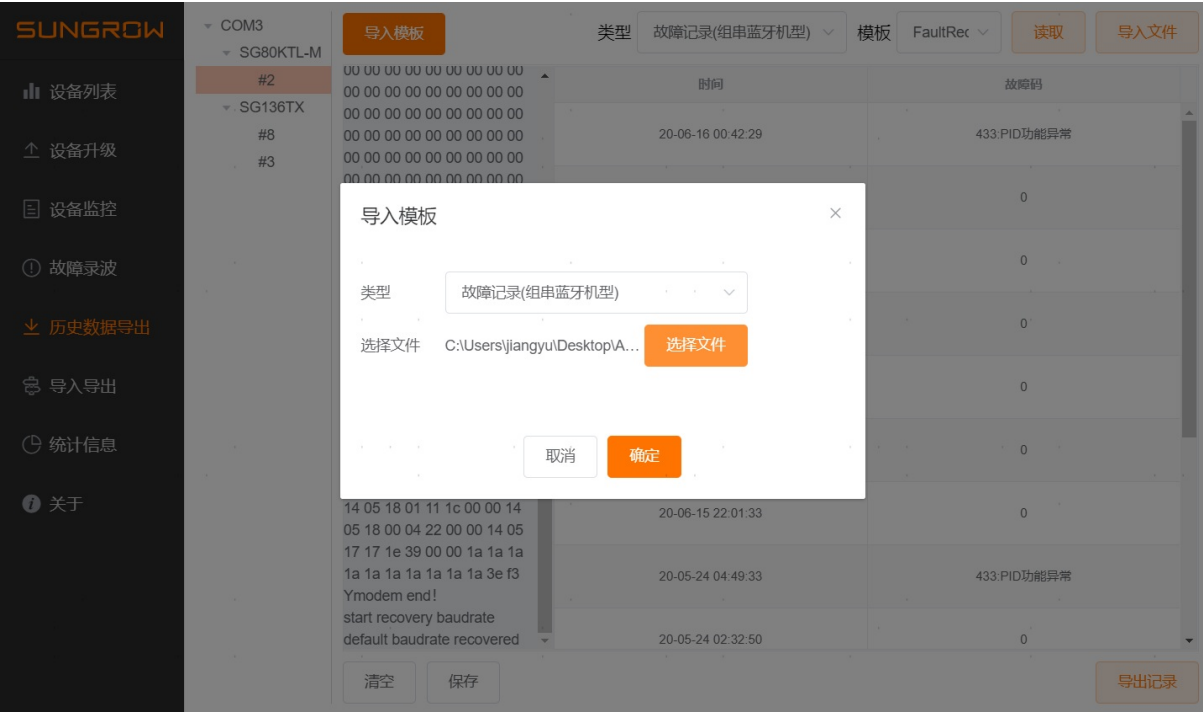 SUNGROW
设备列表
设备升级
设备监控
故障录波
历史数据导出
导入导出
统计信息
关于
COM3
SG80KTL-M
#2
SG136TX
#8
#3
导入模板
类型 故障记录(组串蓝牙机型) 模板 FaultRec 读取 导入文件
00 00 00 00 00 00 00 00 00
00 00 00 00 00 00 00 00 00
00 00 00 00 00 00 00 00 00
00 00 00 00 00 00 00 00 00
00 00 00 00 00 00 00 00 00
00 00 00 00 00 00 00 00 00
时间 故障码
20-06-16 00:42:29 433:PID功能异常
0
0
0
0
0
导入模板
类型 故障记录(组串蓝牙机型)
选择文件 C:\Users\jiangyu\Desktop\A... 选择文件
取消 确定
14 05 18 01 11 1c 00 00 14
05 18 00 04 22 00 00 14 05
17 17 1e 39 00 00 1a 1a 1a
1a 1a 1a 1a 1a 1a 1a 3e f3
Ymodem end!
start recovery baudrate
default baudrate recovered
20-06-15 22:01:33 0
20-05-24 04:49:33 433:PID功能异常
20-05-24 02:32:50 0
清空 保存 导出记录